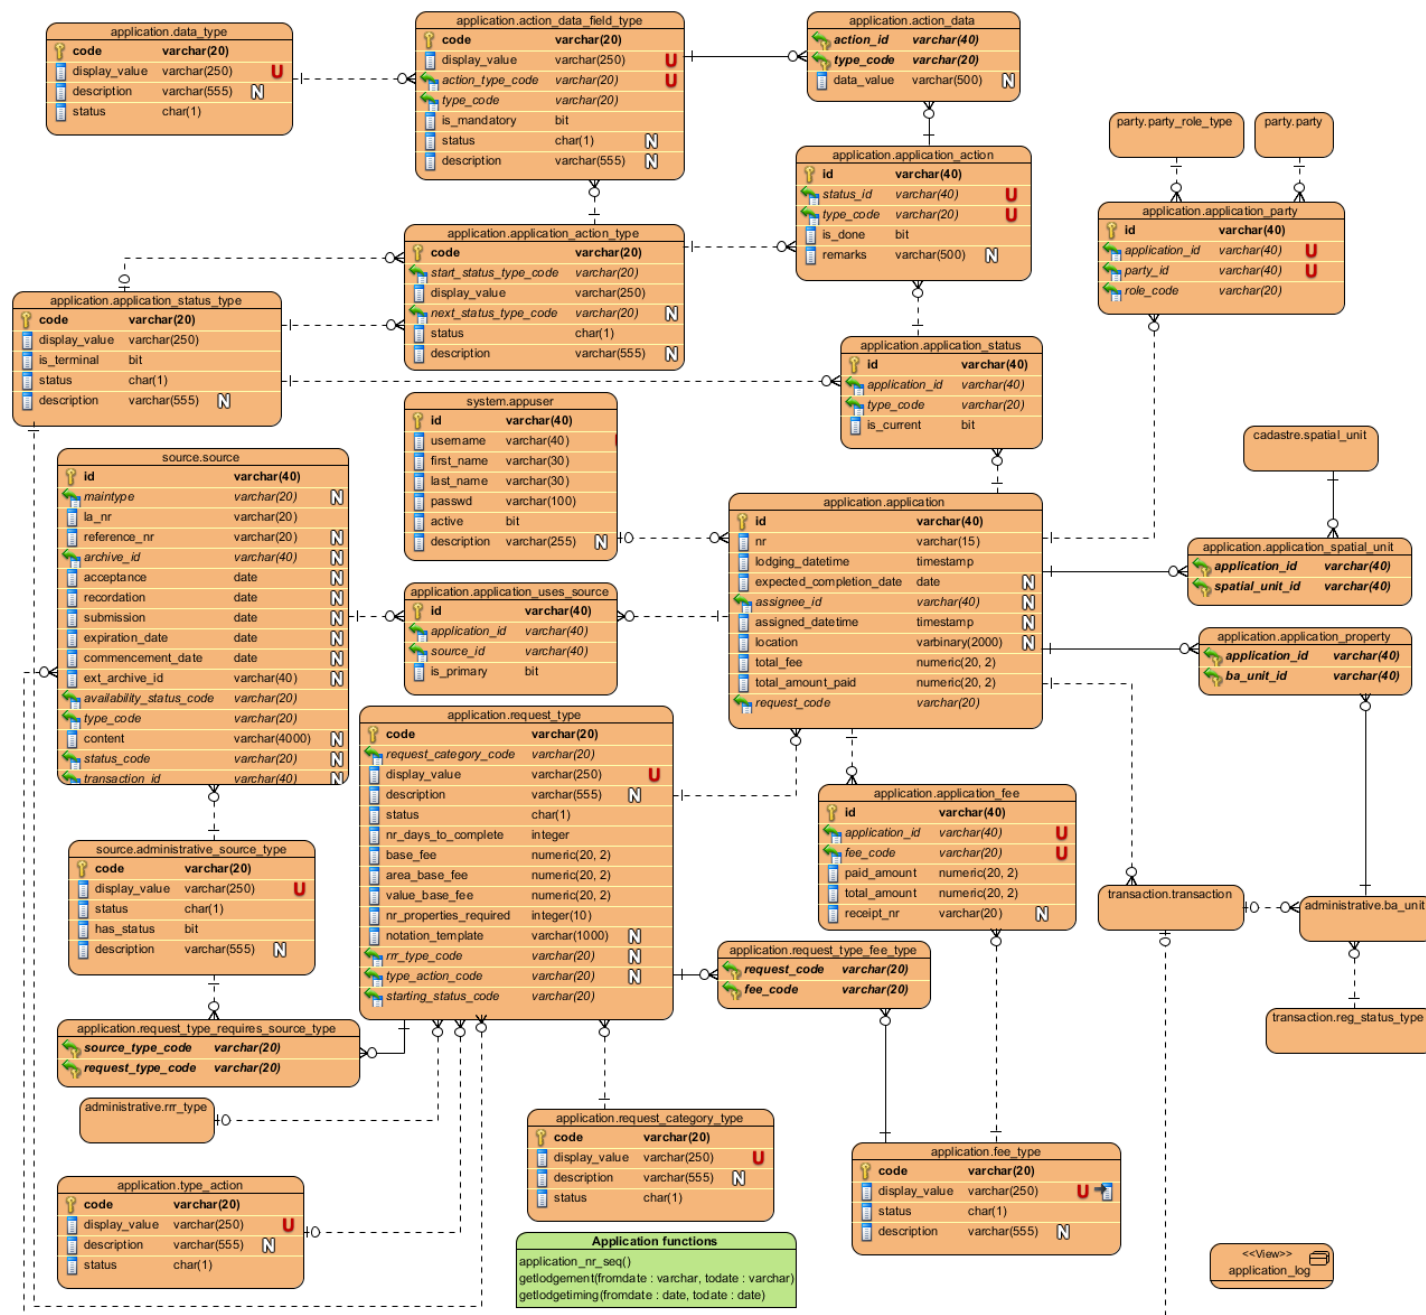 application.data_type
code varchar(20)
display_value varchar(250) U
description varchar(555) N
status char(1)
application.action_data_field_type
code varchar(20)
display_value varchar(250) U
action_type_code varchar(20) U
type_code varchar(20)
is_mandatory bit
status char(1) N
description varchar(555) N
application.action_data
action_id varchar(40)
type_code varchar(20)
data_value varchar(500) N
party.party_role_type
party.party
application.application_action
id varchar(40)
status_id varchar(40) U
type_code varchar(20) U
is_done bit
remarks varchar(500) N
application.application_party
id varchar(40)
application_id varchar(40) U
party_id varchar(40) U
role_code varchar(20)
application.application_action_type
code varchar(20)
start_status_type_code varchar(20)
display_value varchar(250)
next_status_type_code varchar(20) N
status char(1)
description varchar(555) N
application.application_status_type
code varchar(20)
display_value varchar(250)
is_terminal bit
status char(1)
description varchar(555) N
application.application_status
id varchar(40)
application_id varchar(40)
type_code varchar(20)
is_current bit
system.appuser
id varchar(40)
username varchar(40)
first_name varchar(30)
last_name varchar(30)
passwd varchar(100)
active bit
description varchar(255) N
cadastre.spatial_unit
source.source
id varchar(40)
maintype varchar(20) N
la_nr varchar(20)
reference_nr varchar(20) N
archive_id varchar(40) N
acceptance date N
recordation date N
submission date N
expiration_date date N
commencement_date date N
ext_archive_id varchar(40) N
availability_status_code varchar(20)
type_code varchar(20)
content varchar(4000) N
status_code varchar(20) N
transaction_id varchar(40) N
application.application
id varchar(40)
nr varchar(15)
lodging_datetime timestamp
expected_completion_date date N
assignee_id varchar(40) N
assigned_datetime timestamp N
location varbinary(2000) N
total_fee numeric(20, 2)
total_amount_paid numeric(20, 2)
request_code varchar(20)
application.application_spatial_unit
application_id varchar(40)
spatial_unit_id varchar(40)
application.application_uses_source
id varchar(40)
application_id varchar(40)
source_id varchar(40)
is_primary bit
application.application_property
application_id varchar(40)
ba_unit_id varchar(40)
application.request_type
code varchar(20)
request_category_code varchar(20)
display_value varchar(250) U
description varchar(555) N
status char(1)
nr_days_to_complete integer
base_fee numeric(20, 2)
area_base_fee numeric(20, 2)
value_base_fee numeric(20, 2)
nr_properties_required integer(10)
notation_template varchar(1000) N
rrr_type_code varchar(20) N
type_action_code varchar(20) N
starting_status_code varchar(20)
application.application_fee
id varchar(40)
application_id varchar(40) U
fee_code varchar(20) U
paid_amount numeric(20, 2)
total_amount numeric(20, 2)
receipt_nr varchar(20) N
source.administrative_source_type
code varchar(20)
display_value varchar(250) U
status char(1)
has_status bit
description varchar(555) N
transaction.transaction
administrative.ba_unit
application.request_type_fee_type
request_code varchar(20)
fee_code varchar(20)
transaction.reg_status_type
application.request_type_requires_source_type
source_type_code varchar(20)
request_type_code varchar(20)
administrative.rrr_type
application.request_category_type
code varchar(20)
display_value varchar(250) U
description varchar(555) N
status char(1)
application.fee_type
code varchar(20)
display_value varchar(250) U
status char(1)
description varchar(555) N
application.type_action
code varchar(20)
display_value varchar(250) U
description varchar(555) N
status char(1)
Application functions
application_nr_seq()
getlodgement(fromdate : varchar, todate : varchar)
getlodgetiming(fromdate : date, todate : date)
<<View>>
application_log